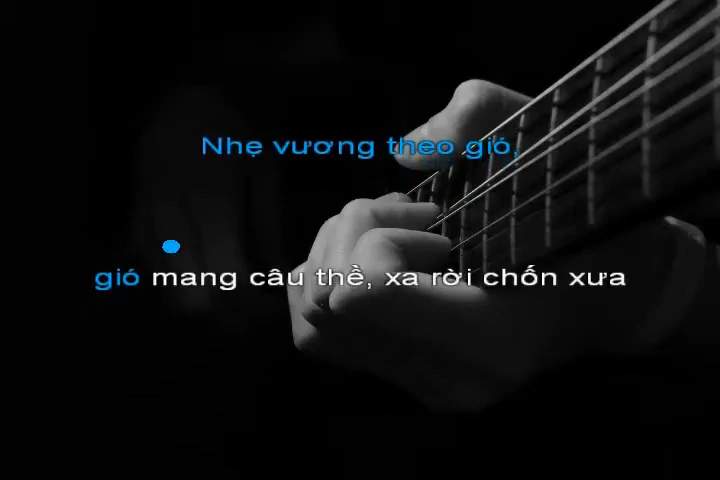 Nhẹ vương theo gió,
gió mang câu thề, xa rời chốn xưa